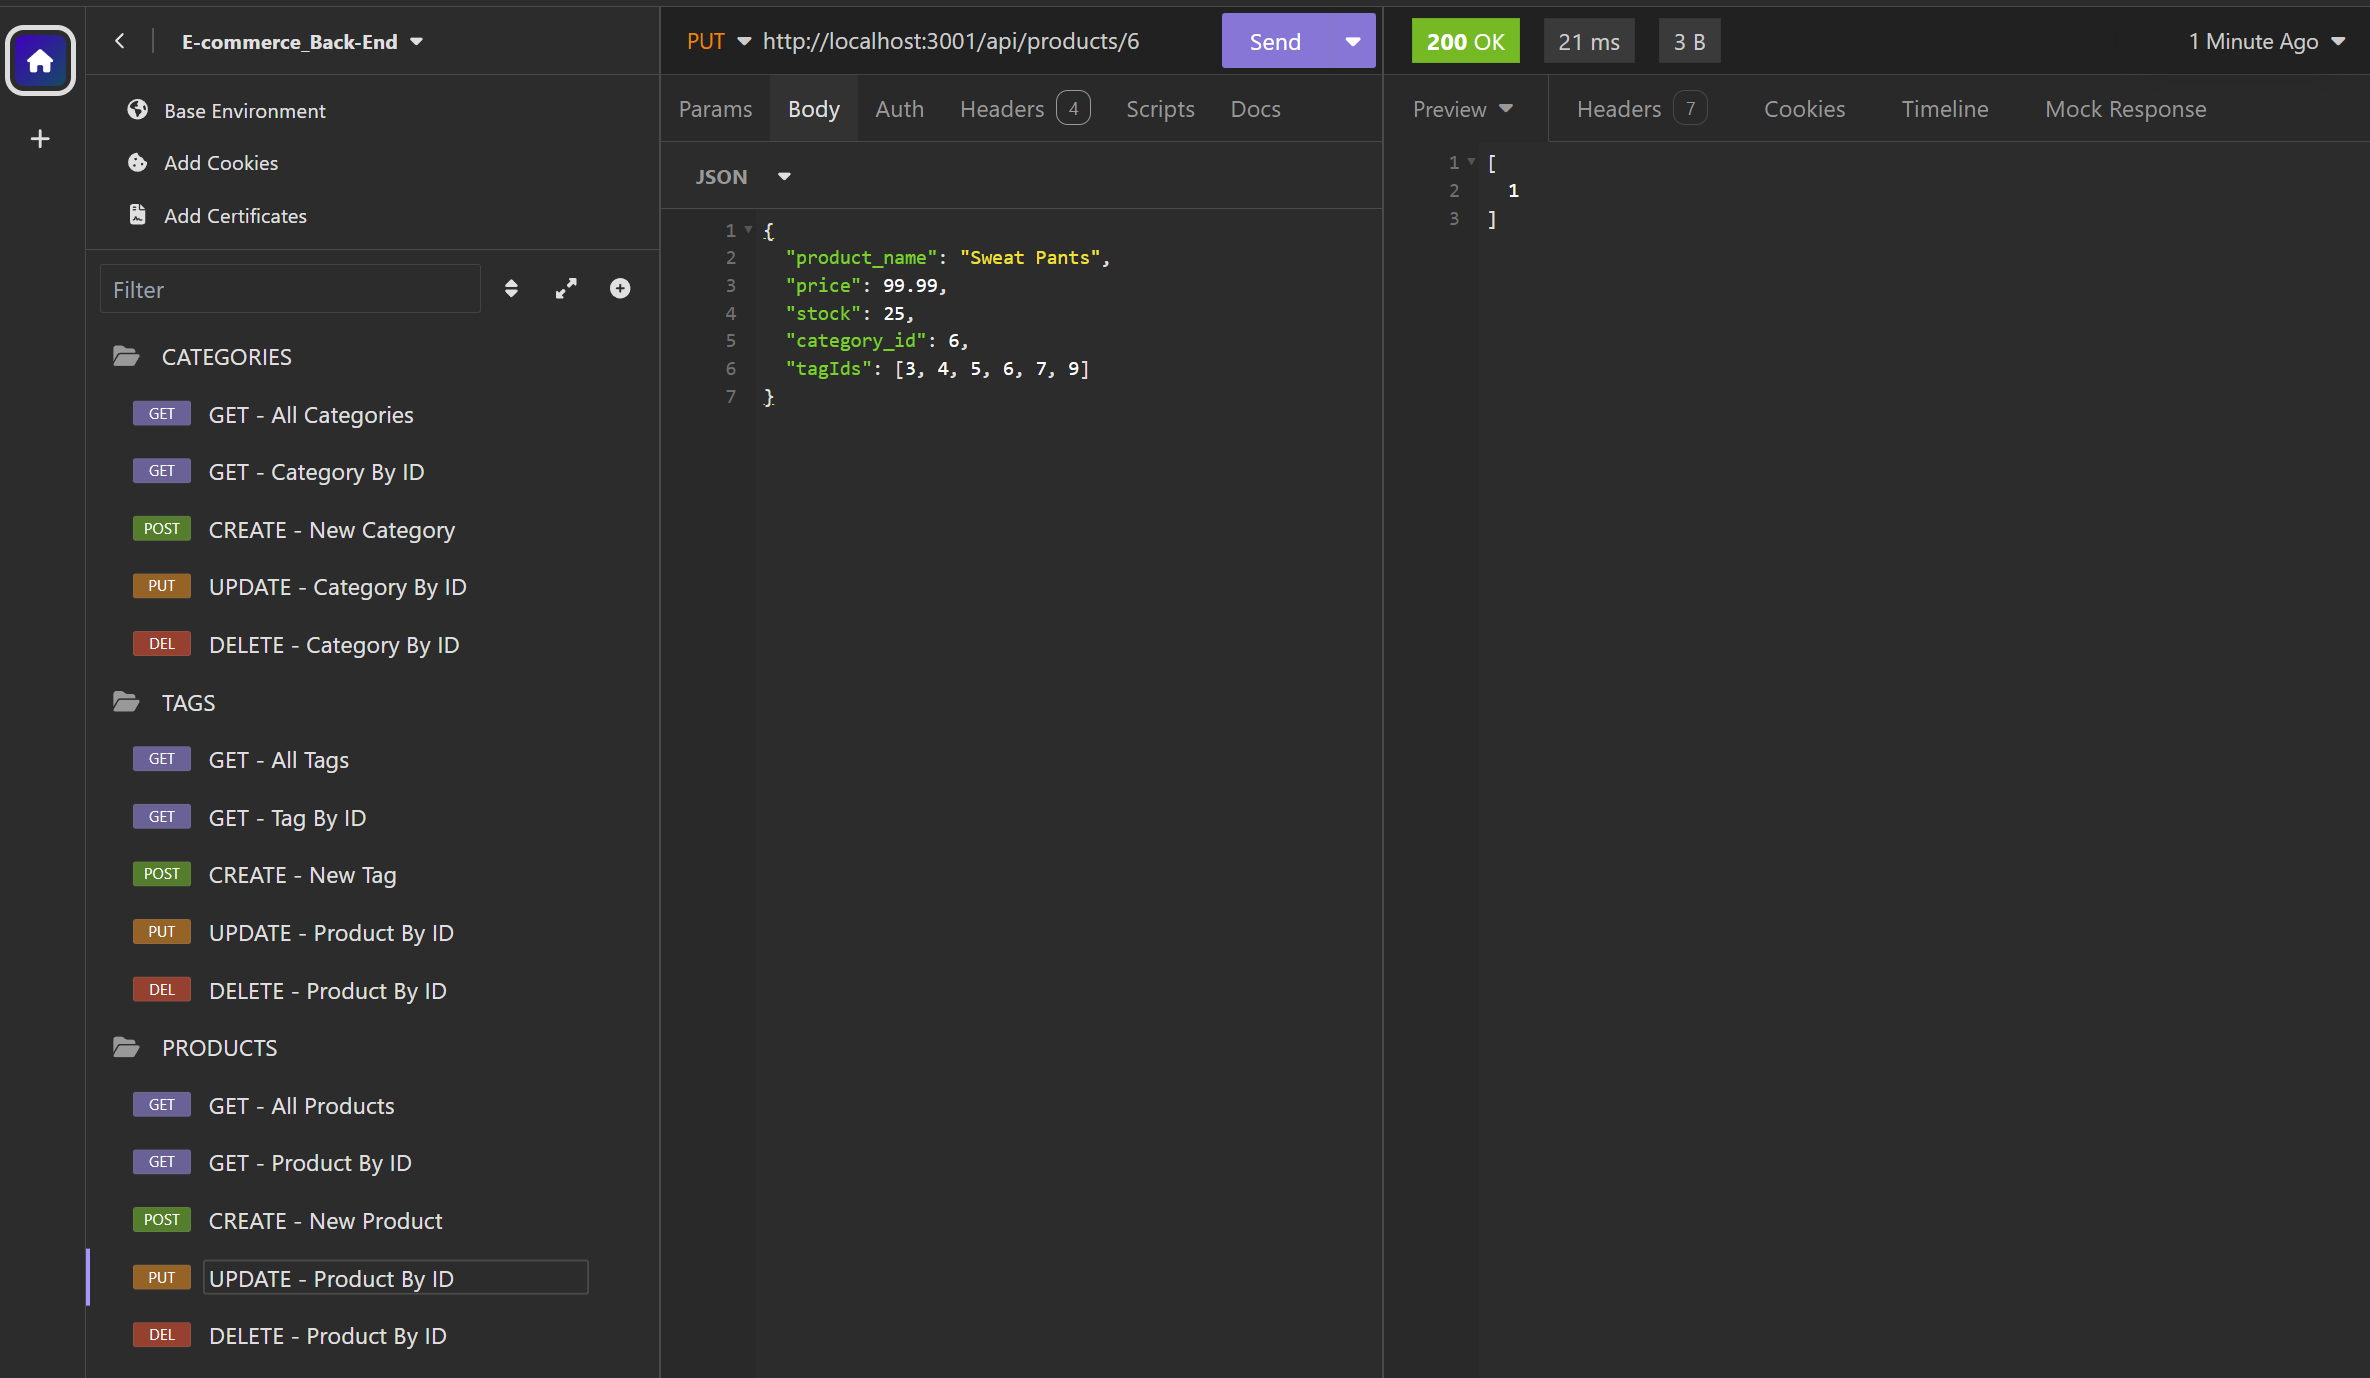 E-commerce_Back-End
Base Environment
Add Cookies
Add Certificates
Filter
CATEGORIES
GET GET - All Categories
GET GET - Category By ID
POST CREATE - New Category
PUT UPDATE - Category By ID
DEL DELETE - Category By ID
TAGS
GET GET - All Tags
GET GET - Tag By ID
POST CREATE - New Tag
PUT UPDATE - Product By ID
DEL DELETE - Product By ID
PRODUCTS
GET GET - All Products
GET GET - Product By ID
POST CREATE - New Product
PUT UPDATE - Product By ID
DEL DELETE - Product By ID
PUT http://localhost:3001/api/products/6 Send
Params Body Auth Headers 4 Scripts Docs
JSON
1 {
2 "product_name": "Sweat Pants",
3 "price": 99.99,
4 "stock": 25,
5 "category_id": 6,
6 "tagIds": [3, 4, 5, 6, 7, 9]
7 }
200 OK 21 ms 3 B 1 Minute Ago
Preview Headers 7 Cookies Timeline Mock Response
1 [
2 1
3 ]